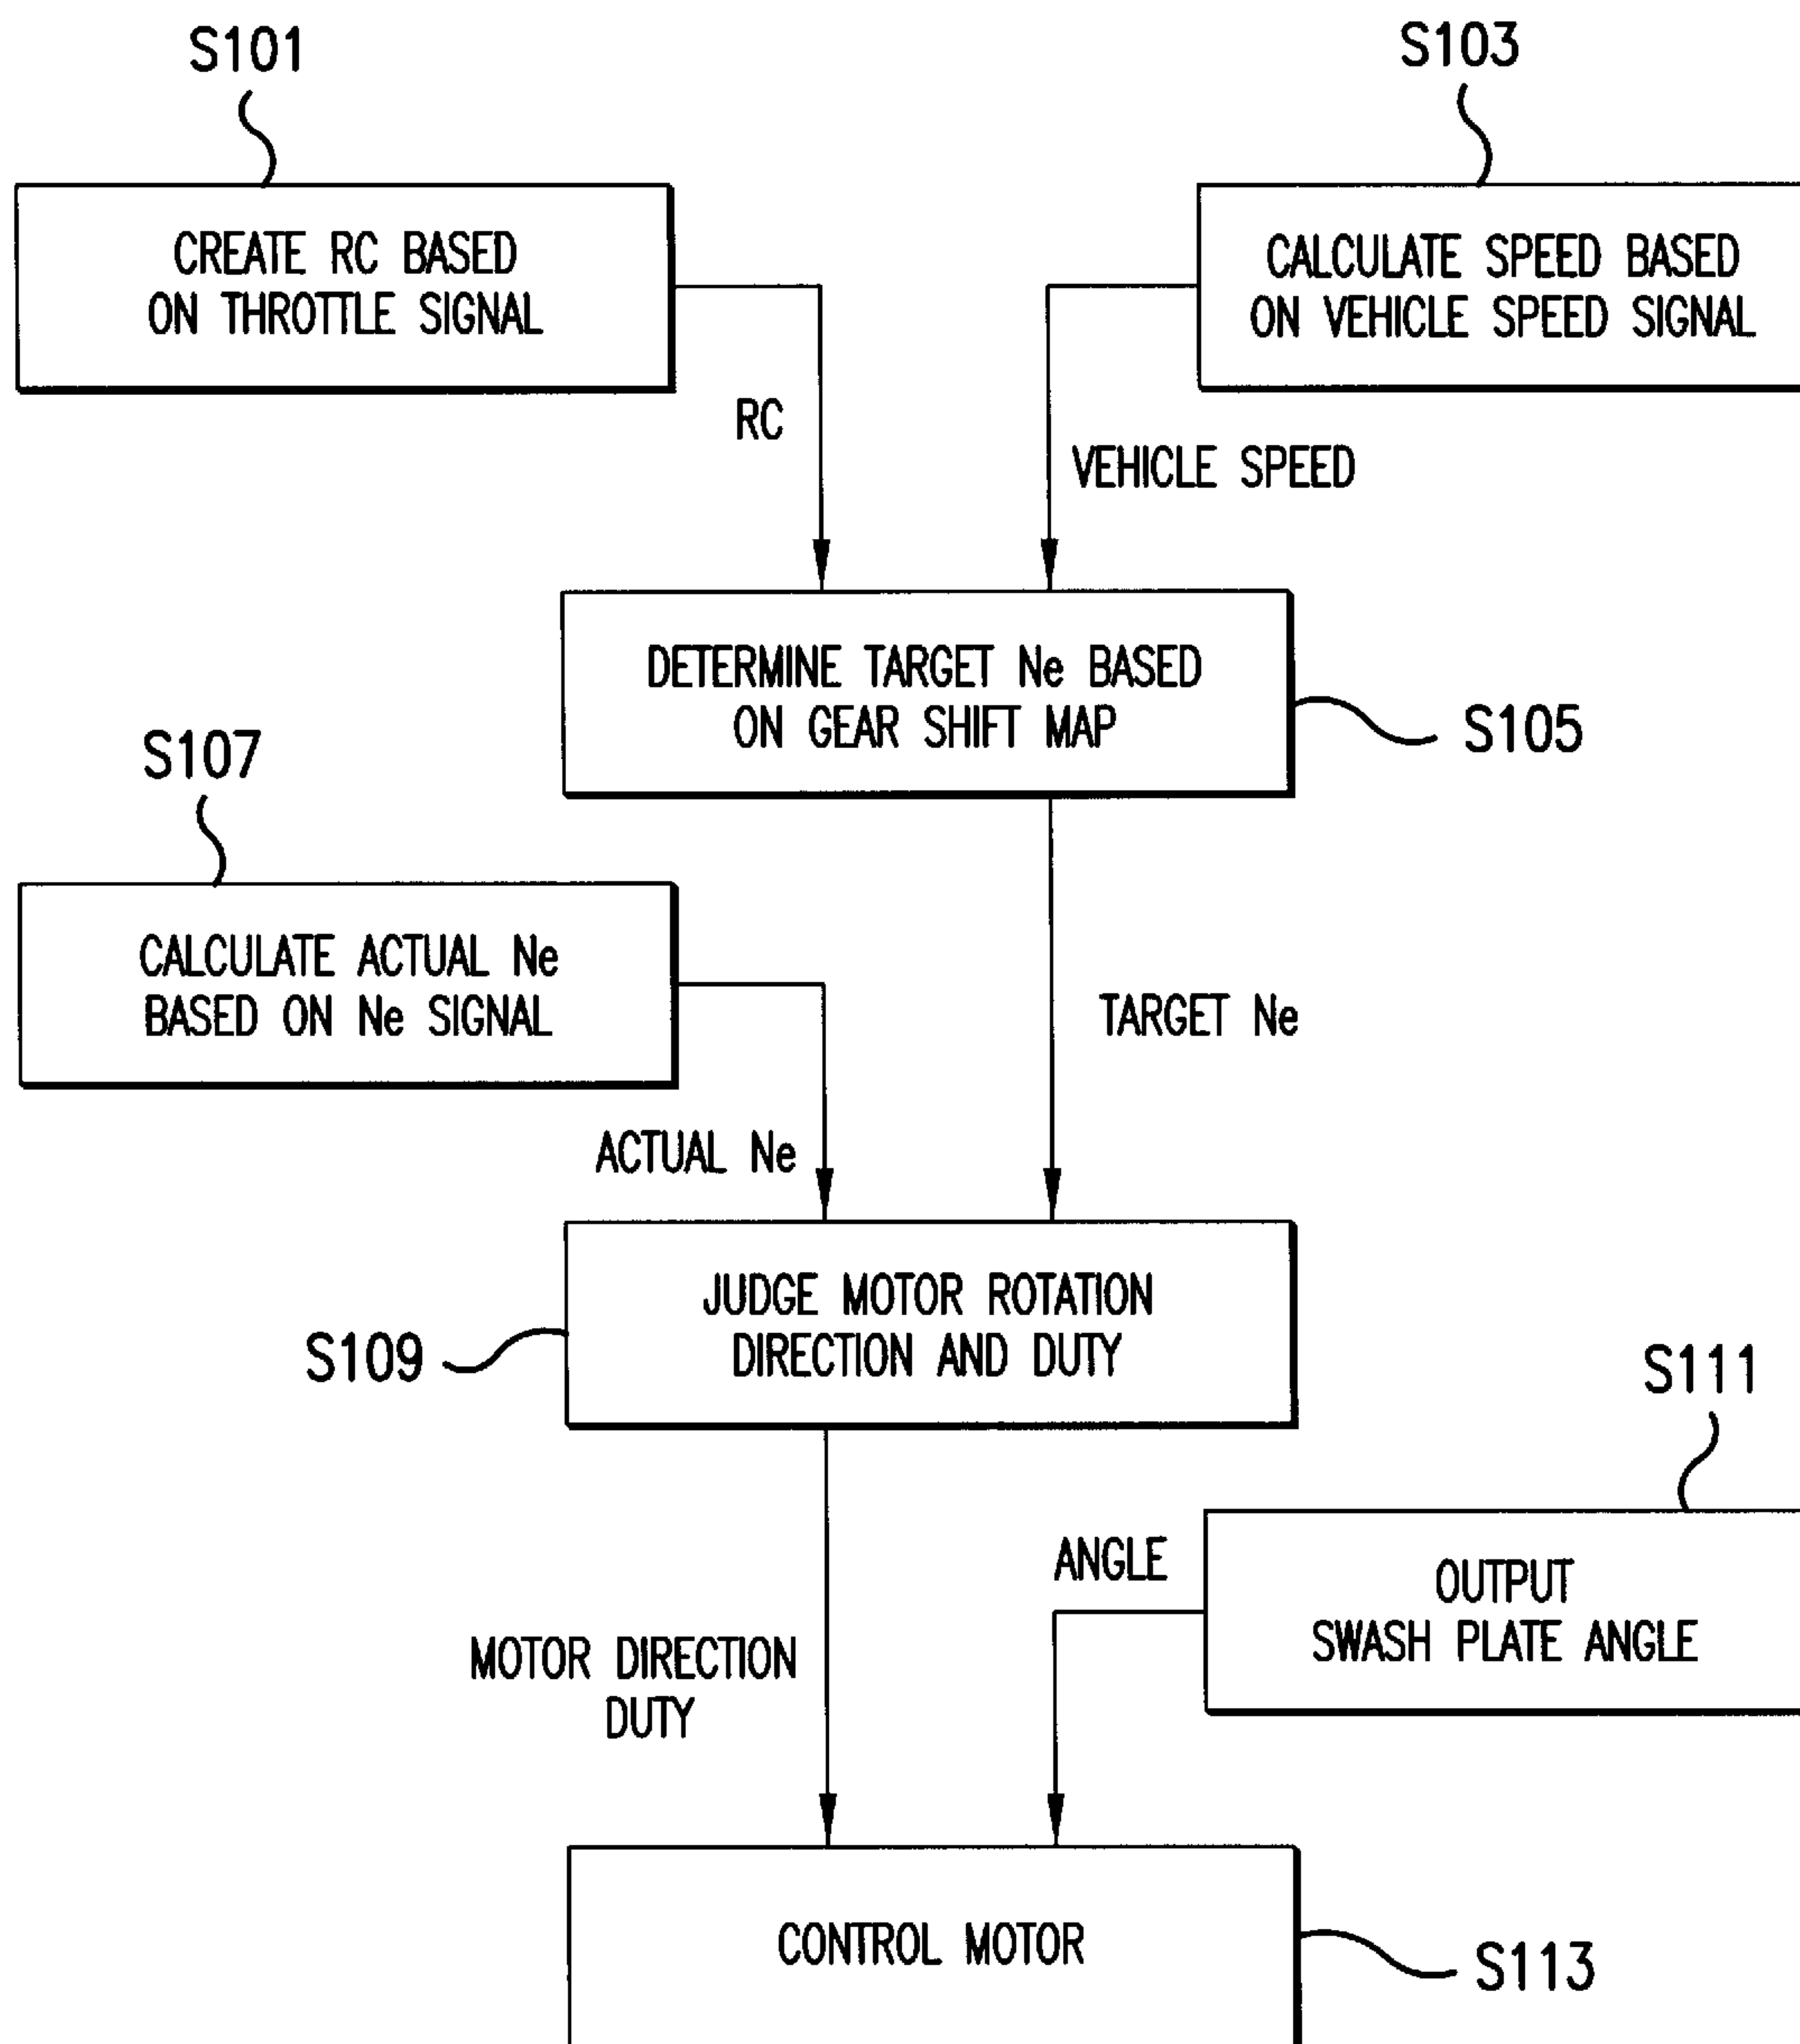 S101
S103
CREATE RC BASED
ON THROTTLE SIGNAL
CALCULATE SPEED BASED
ON VEHICLE SPEED SIGNAL
RC
VEHICLE SPEED
DETERMINE TARGET Ne BASED
ON GEAR SHIFT MAP
S105
S107
CALCULATE ACTUAL Ne
BASED ON Ne SIGNAL
TARGET Ne
ACTUAL Ne
JUDGE MOTOR ROTATION
DIRECTION AND DUTY
S109
S111
ANGLE
OUTPUT
SWASH PLATE ANGLE
MOTOR DIRECTION
DUTY
CONTROL MOTOR
S113